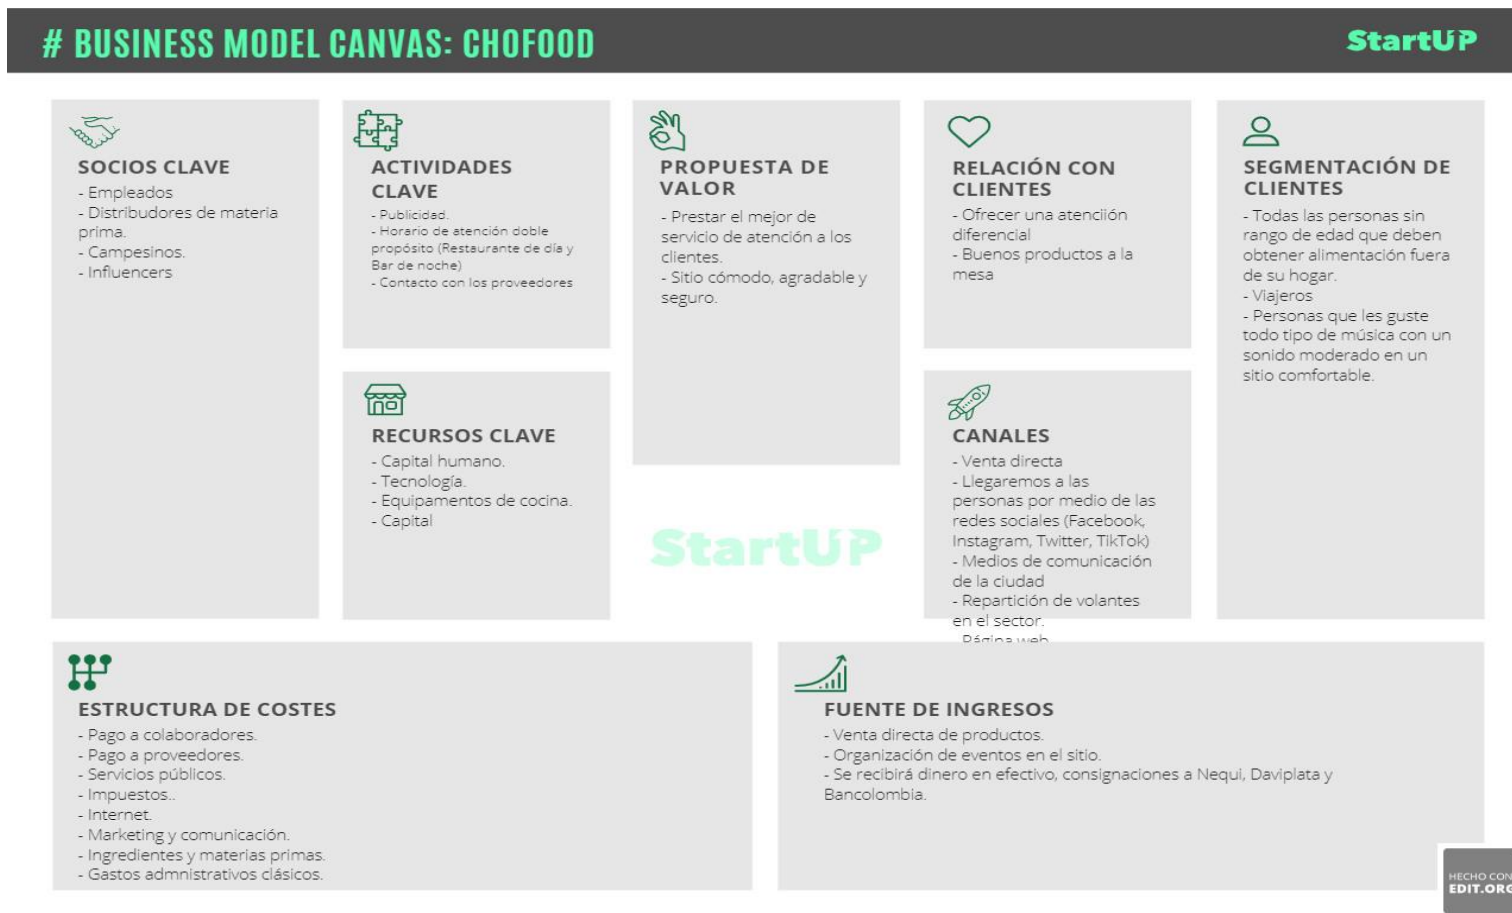 # BUSINESS MODEL CANVAS: CHOFOOD
StartUP
SOCIOS CLAVE
- Empleados
- Distribudores de materia
prima.
- Campesinos.
- Influencers
ACTIVIDADES
CLAVE
- Publicidad.
- Horario de atención doble
propósito (Restaurante de día y
Bar de noche)
- Contacto con los proveedores
RECURSOS CLAVE
- Capital humano.
- Tecnología.
- Equipamentos de cocina.
- Capital
PROPUESTA DE
VALOR
- Prestar el mejor de
servicio de atención a los
clientes.
- Sitio cómodo, agradable y
seguro.
StartUP
RELACIÓN CON
CLIENTES
- Ofrecer una atenciión
diferencial
- Buenos productos a la
mesa
CANALES
- Venta directa
- Llegaremos a las
personas por medio de las
redes sociales (Facebook,
Instagram, Twitter, TikTok)
- Medios de comunicación
de la ciudad
- Repartición de volantes
en el sector.
- Página web
SEGMENTACIÓN DE
CLIENTES
- Todas las personas sin
rango de edad que deben
obtener alimentación fuera
de su hogar.
- Viajeros
- Personas que les guste
todo tipo de música con un
sonido moderado en un
sitio comfortable.
ESTRUCTURA DE COSTES
- Pago a colaboradores.
- Pago a proveedores.
- Servicios públicos.
- Impuestos..
- Internet.
- Marketing y comunicación.
- Ingredientes y materias primas.
- Gastos admnistrativos clásicos.
FUENTE DE INGRESOS
- Venta directa de productos.
- Organización de eventos en el sitio.
- Se recibirá dinero en efectivo, consignaciones a Nequi, Daviplata y
Bancolombia.
HECHO CON
EDIT.ORG